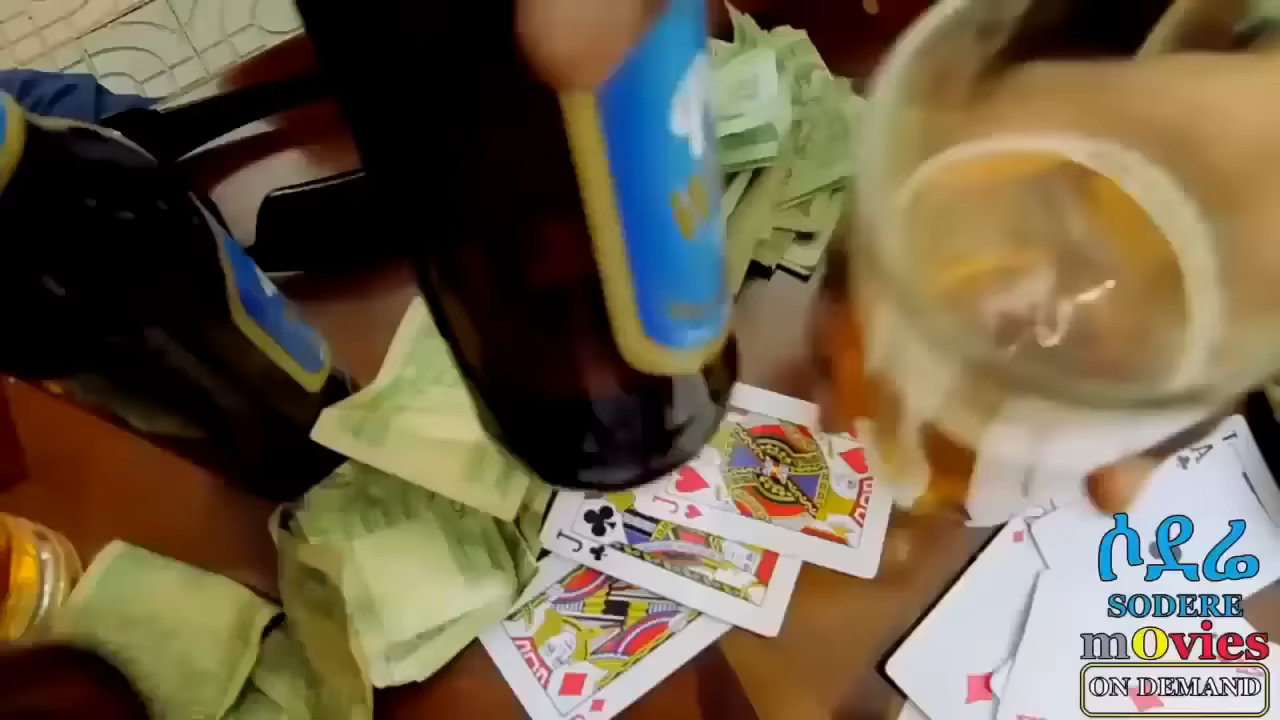 A
J
J
ሶደሬ
SODERE
mOvies
ON DEMAND